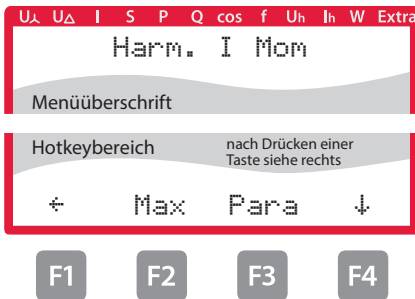 U⅄ U△ I S P Q cos f Uh Ih W Extra
Harm. I Mom
Menüüberschrift
Hotkeybereich
nach Drücken einer
Taste siehe rechts
← Max Para ↓
F1 F2 F3 F4